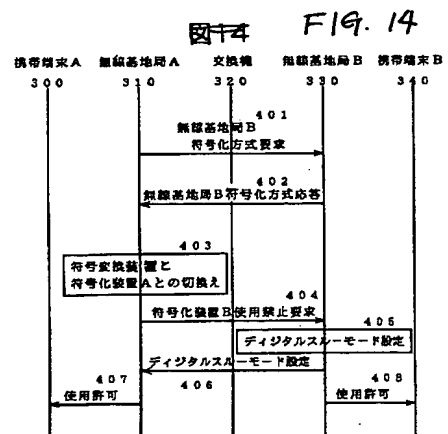 図14 FIG. 14
携帯端末A 無線基地局A 交換機 無線基地局B 携帯端末B
300 310 320 330 340
401
無線基地局B
符号化方式要求
402
無線基地局B符号化方式応答
403
符号変換装置と
符号化装置Aとの切換え
404
符号化装置B使用禁止要求
405
ディジタルスルーモード設定
ディジタルスルーモード設定
407 406 408
使用許可 使用許可